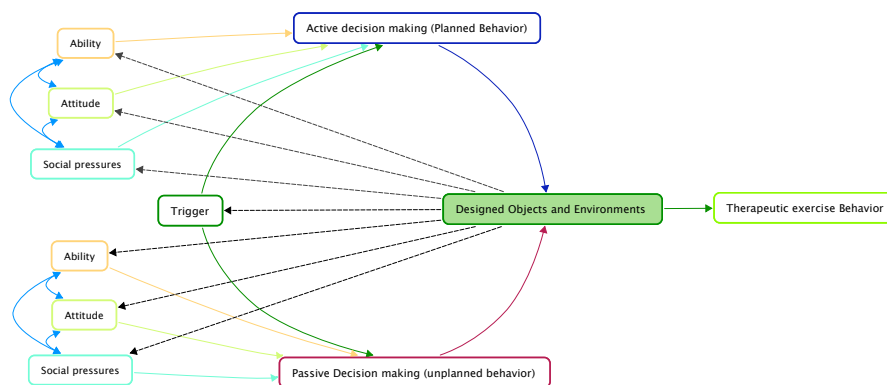 Active decision making (Planned Behavior)
Ability
Attitude
Social pressures
Trigger
Designed Objects and Environments
Therapeutic exercise Behavior
Ability
Attitude
Social pressures
Passive Decision making (unplanned behavior)